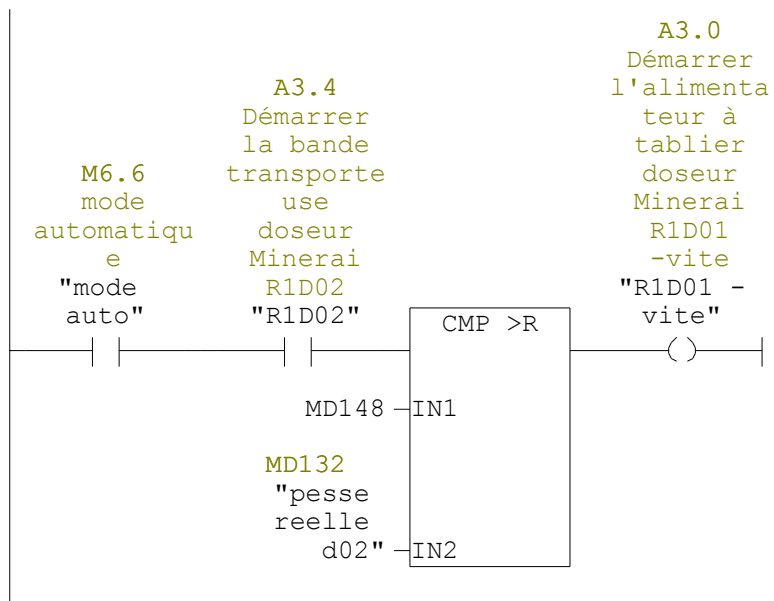 A3.0
Démarrer
l'alimenta
teur à
tablier
doseur
Minerai
R1D01
-vite
"R1D01 -
vite"
A3.4
Démarrer
la bande
transporte
use
doseur
Minerai
R1D02
"R1D02"
M6.6
mode
automatiqu
e
"mode
auto"
CMP >R
MD148
IN1
MD132
"pesse
reelle
d02"
IN2